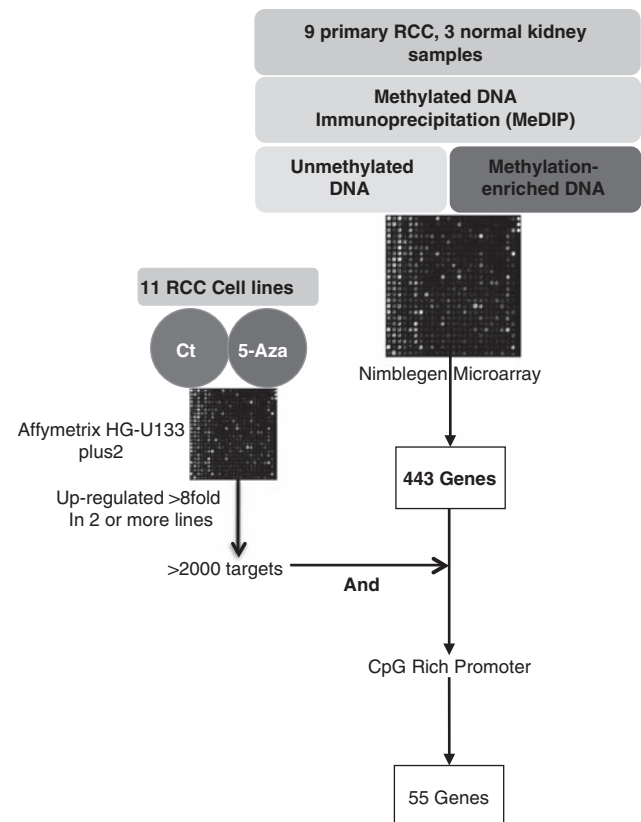 9 primary RCC, 3 normal kidney
samples
Methylated DNA
Immunoprecipitation (MeDIP)
Unmethylated
DNA
Methylation-
enriched DNA
11 RCC Cell lines
Ct
5-Aza
Nimblegen Microarray
Affymetrix HG-U133
plus2
443 Genes
Up-regulated >8fold
In 2 or more lines
>2000 targets
And
CpG Rich Promoter
55 Genes